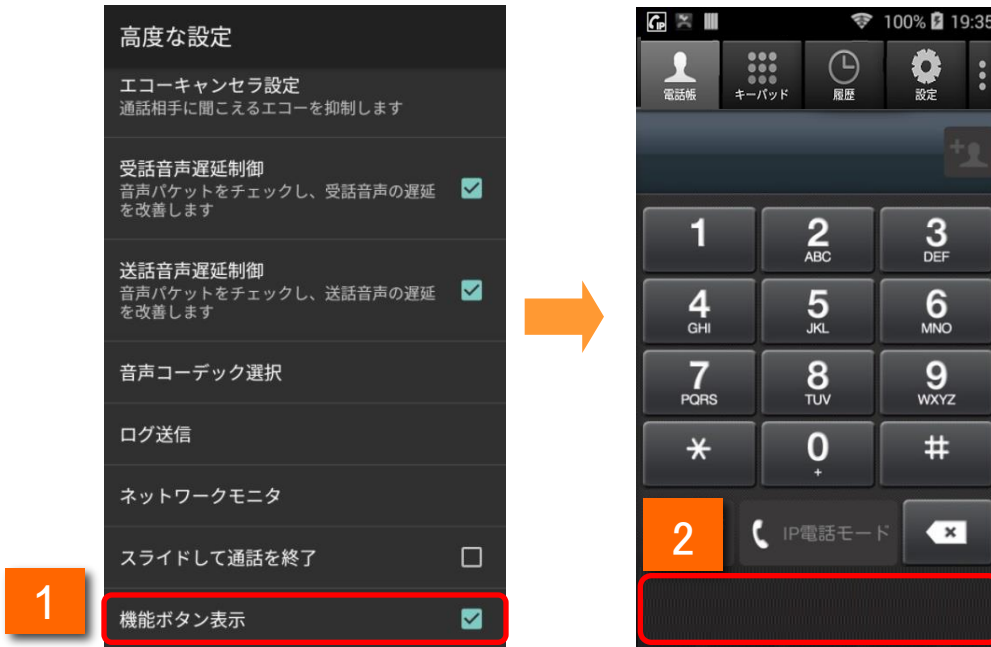 高度な設定
エコーキャンセラ設定
通話相手に聞こえるエコーを抑制します
受話音声遅延制御
音声パケットをチェックし、受話音声の遅延
を改善します
送話音声遅延制御
音声パケットをチェックし、送話音声の遅延
を改善します
音声コーデック選択
ログ送信
ネットワークモニタ
スライドして通話を終了
1
機能ボタン表示
IP
100% 19:35
電話帳 キーパッド 履歴 設定
1 2 3
ABC DEF
4 5 6
GHI JKL MNO
7 8 9
PQRS TUV WXYZ
* 0 #
+
2
IP電話モード